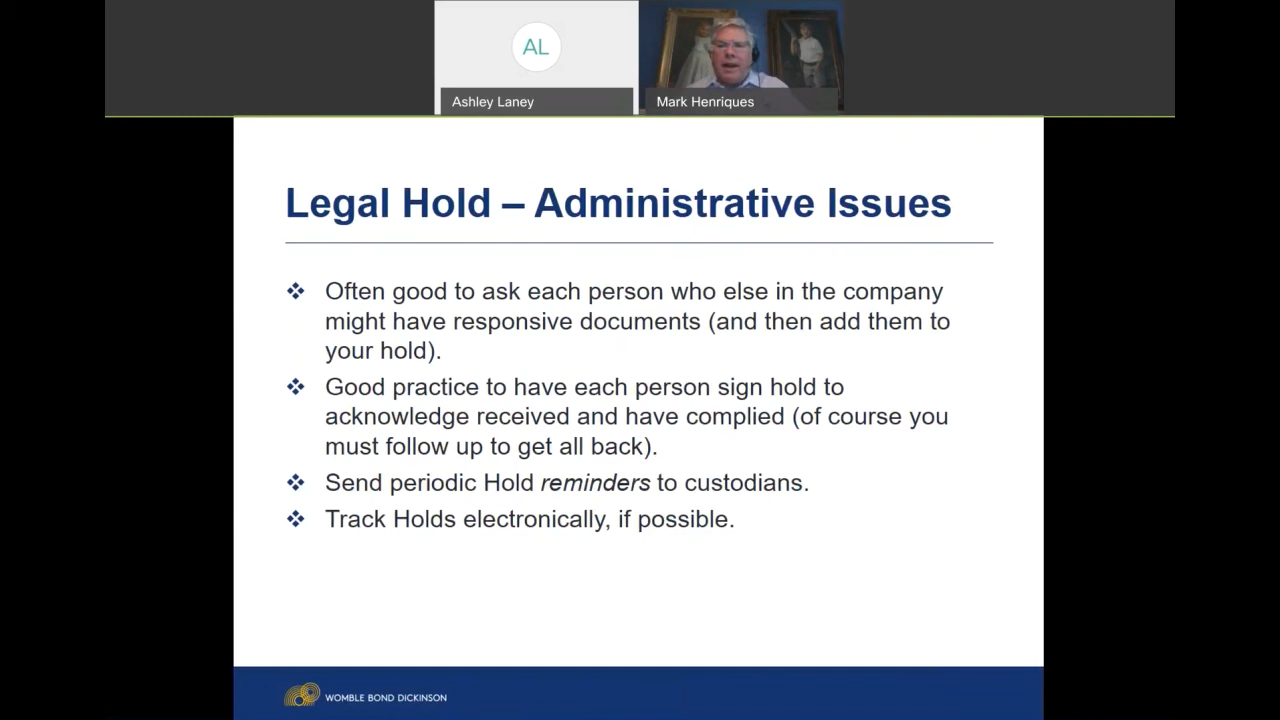 AL
Ashley Laney
Mark Henriques
Legal Hold – Administrative Issues
❖ Often good to ask each person who else in the company
might have responsive documents (and then add them to
your hold).
❖ Good practice to have each person sign hold to
acknowledge received and have complied (of course you
must follow up to get all back).
❖ Send periodic Hold reminders to custodians.
❖ Track Holds electronically, if possible.
WOMBLE BOND DICKINSON